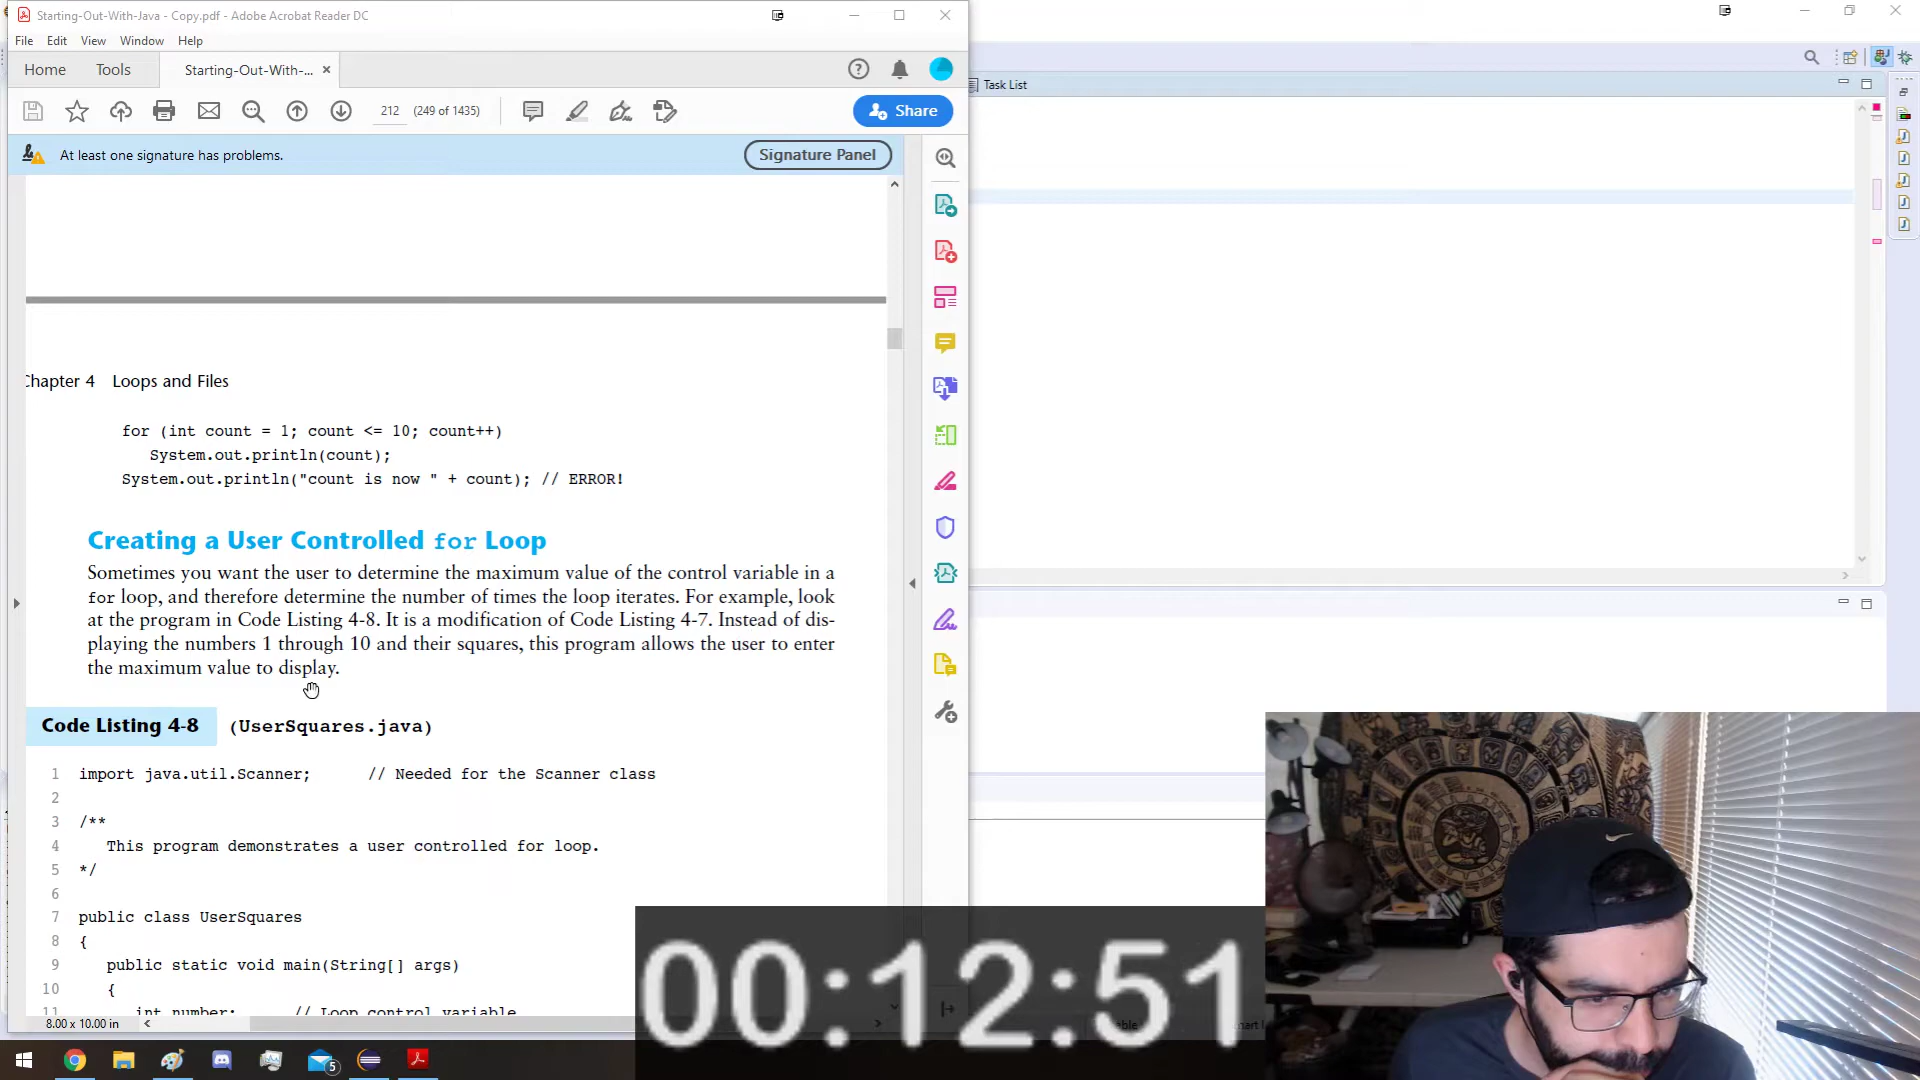 Starting-Out-With-Java - Copy.pdf - Adobe Acrobat Reader DC
File Edit View Window Help
Home Tools Starting-Out-With-... ×
212 (249 of 1435)
Share
At least one signature has problems.
Signature Panel
Task List
Chapter 4 Loops and Files
for (int count = 1; count <= 10; count++)
System.out.println(count);
System.out.println("count is now " + count); // ERROR!
Creating a User Controlled for Loop
Sometimes you want the user to determine the maximum value of the control variable in a
for loop, and therefore determine the number of times the loop iterates. For example, look
at the program in Code Listing 4-8. It is a modification of Code Listing 4-7. Instead of dis-
playing the numbers 1 through 10 and their squares, this program allows the user to enter
the maximum value to display.
Code Listing 4-8 (UserSquares.java)
1 import java.util.Scanner; // Needed for the Scanner class
2
3 /**
4 This program demonstrates a user controlled for loop.
5 */
6
7 public class UserSquares
8 {
9 public static void main(String[] args)
10 {
11 int number; // Loop control variable
8.00 x 10.00 in
00:12:51
5